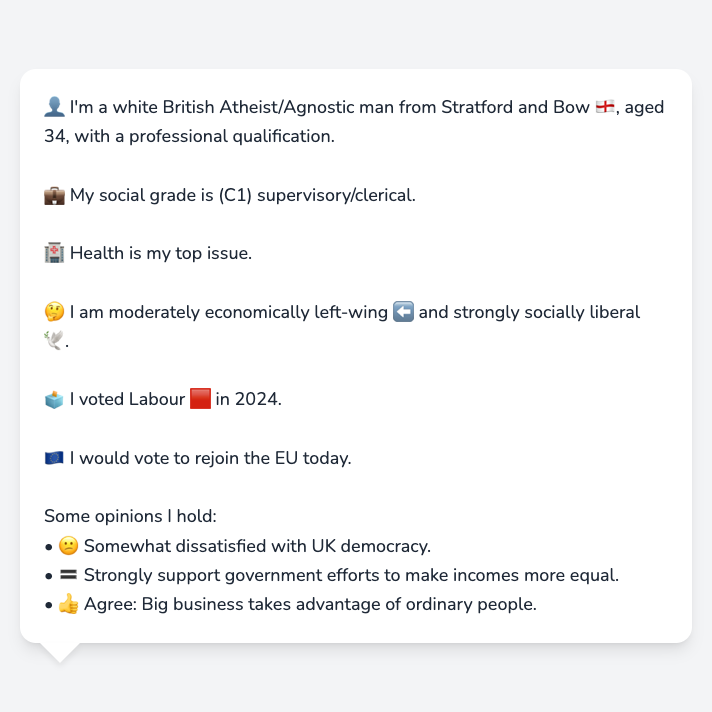 👤 I'm a white British Atheist/Agnostic man from Stratford and Bow 🏴󠁧󠁢󠁥󠁮󠁧󠁿, aged
34, with a professional qualification.
💼 My social grade is (C1) supervisory/clerical.
🏥 Health is my top issue.
🤔 I am moderately economically left-wing ⬅️ and strongly socially liberal
🕊️.
🗳️ I voted Labour 🟥 in 2024.
🇪🇺 I would vote to rejoin the EU today.
Some opinions I hold:
• 😕 Somewhat dissatisfied with UK democracy.
• 🟰 Strongly support government efforts to make incomes more equal.
• 👍 Agree: Big business takes advantage of ordinary people.